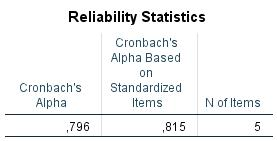 Reliability Statistics
Cronbach's
Alpha Based
on
Cronbach's Standardized
Alpha Items N of Items
,796 ,815 5